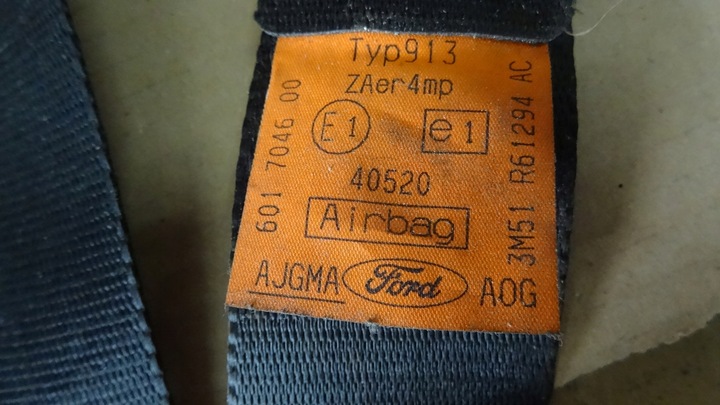 Typ913
ZAer4mp
E1 e1
40520
Airbag
AJGMA Ford AOG
601 7046 00
3M51 R61294 AC